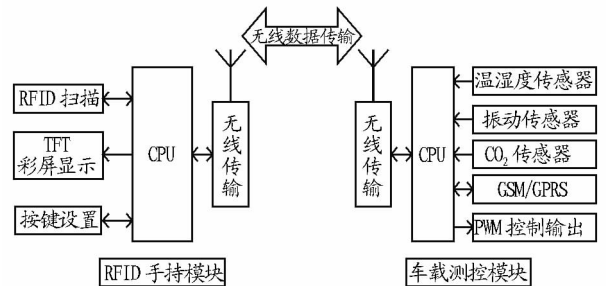 无线数据传输
RFID 扫描
TFT
彩屏显示
按键设置
CPU
无线传输
RFID 手持模块
无线传输
CPU
温湿度传感器
振动传感器
CO₂传感器
GSM/GPRS
PWM 控制输出
车载测控模块